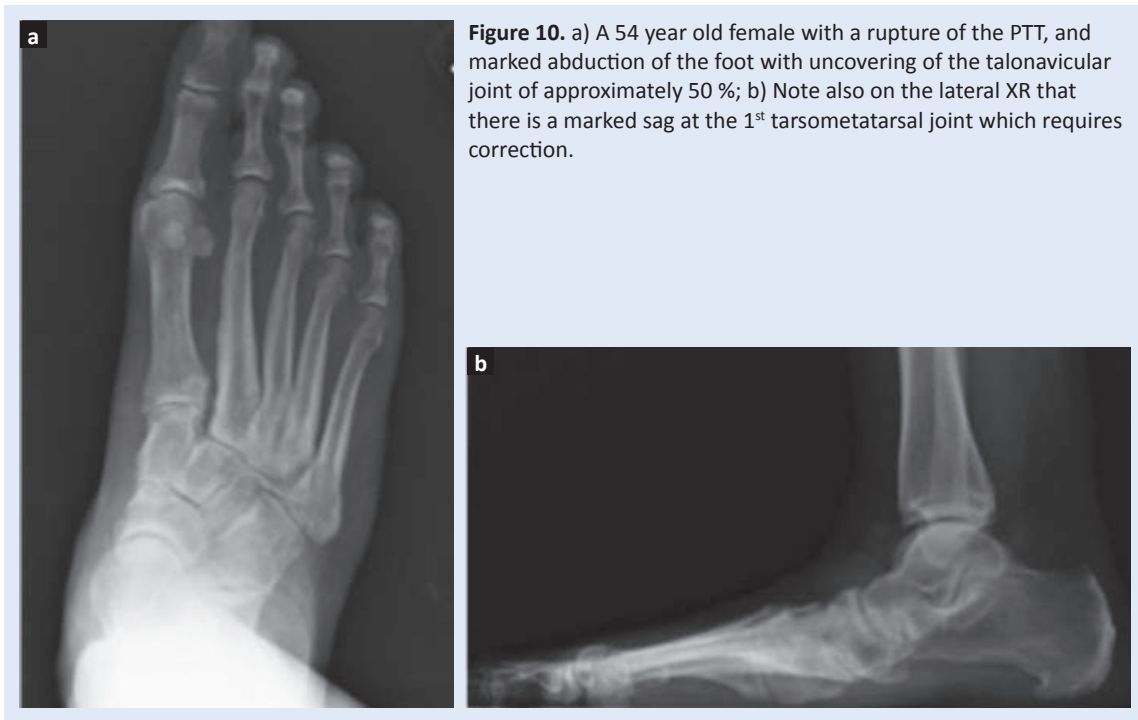 a
Figure 10. a) A 54 year old female with a rupture of the PTT, and
marked abduction of the foot with uncovering of the talonavicular
joint of approximately 50 %; b) Note also on the lateral XR that
there is a marked sag at the 1st tarsometatarsal joint which requires
correction.
b